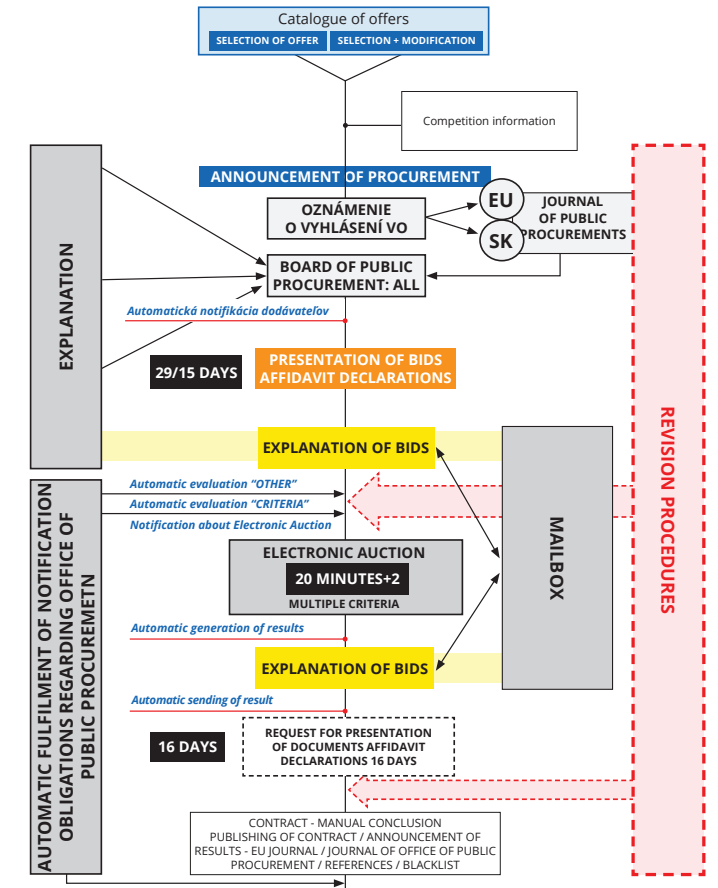 Catalogue of offers
SELECTION OF OFFER
SELECTION + MODIFICATION
Competition information
ANNOUNCEMENT OF PROCUREMENT
OZNÁMENIE
O VYHLÁSENÍ VO
EU
SK
JOURNAL
OF PUBLIC
PROCUREMENTS
BOARD OF PUBLIC
PROCUREMENT: ALL
EXPLANATION
Automatická notifikácia dodávateľov
29/15 DAYS
PRESENTATION OF BIDS
AFFIDAVIT DECLARATIONS
EXPLANATION OF BIDS
Automatic evaluation “OTHER”
Automatic evaluation “CRITERIA”
Notification about Electronic Auction
ELECTRONIC AUCTION
20 MINUTES+2
MULTIPLE CRITERIA
MAILBOX
REVISION PROCEDURES
Automatic generation of results
EXPLANATION OF BIDS
Automatic sending of result
AUTOMATIC FULFILMENT OF NOTIFICATION
OBLIGATIONS REGARDING OFFICE OF
PUBLIC PROCUREMETN
16 DAYS
REQUEST FOR PRESENTATION
OF DOCUMENTS AFFIDAVIT
DECLARATIONS 16 DAYS
CONTRACT - MANUAL CONCLUSION
PUBLISHING OF CONTRACT / ANNOUNCEMENT OF
RESULTS - EU JOURNAL / JOURNAL OF OFFICE OF PUBLIC
PROCUREMENT / REFERENCES / BLACKLIST